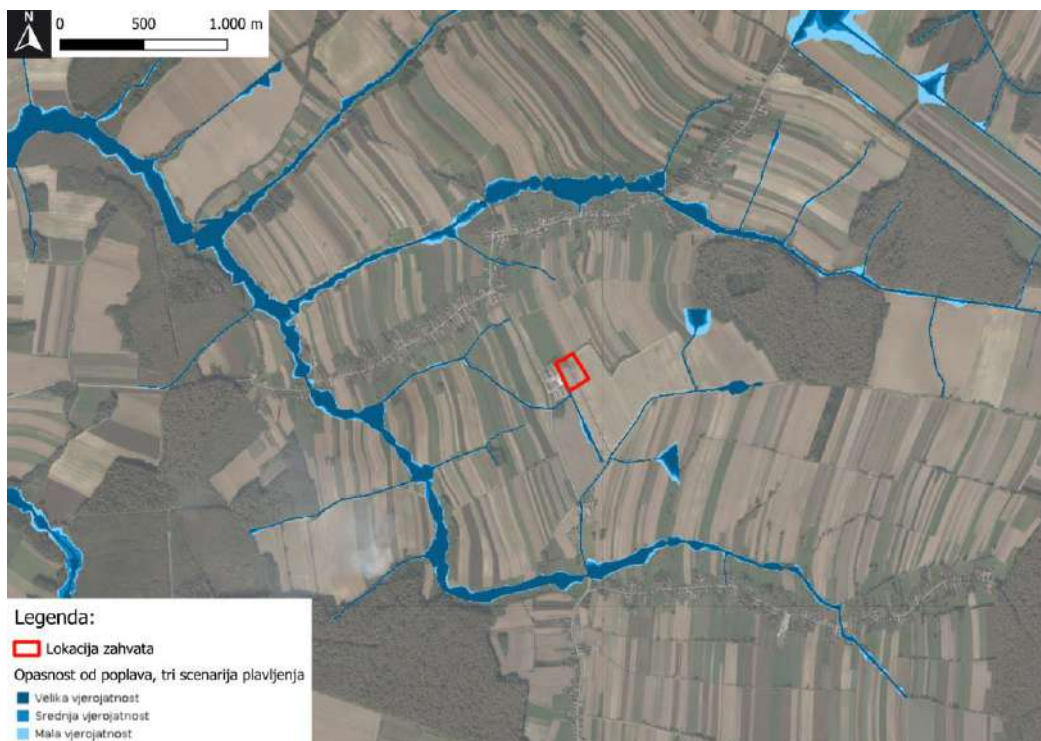 N
0 500 1.000 m
Legenda:
Lokacija zahvata
Opasnost od poplava, tri scenarija plavljenja
Velika vjerojatnost
Srednja vjerojatnost
Mala vjerojatnost